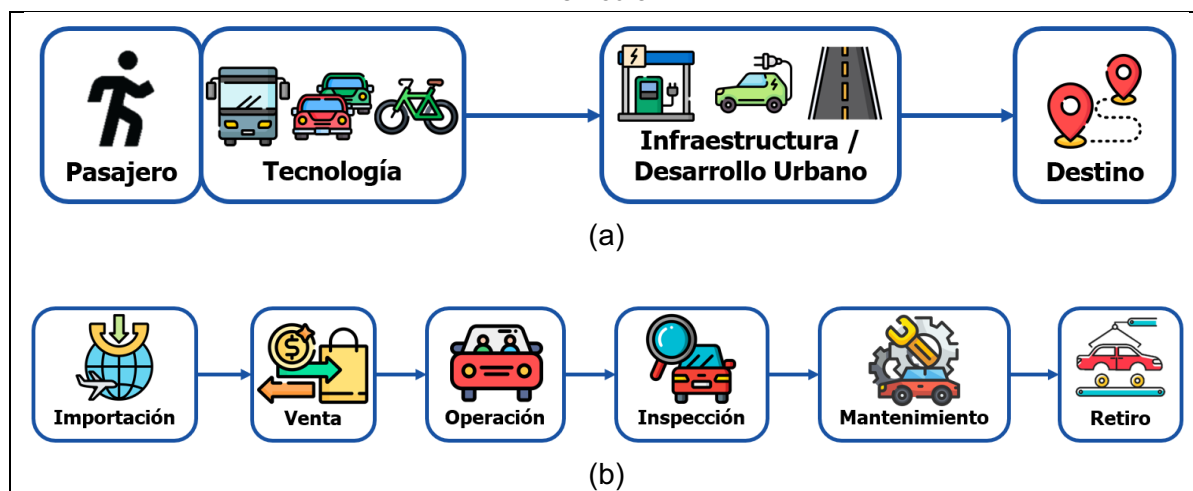 Pasajero
Tecnología
Infraestructura /
Desarrollo Urbano
Destino
(a)
Importación
Venta
Operación
Inspección
Mantenimiento
Retiro
(b)